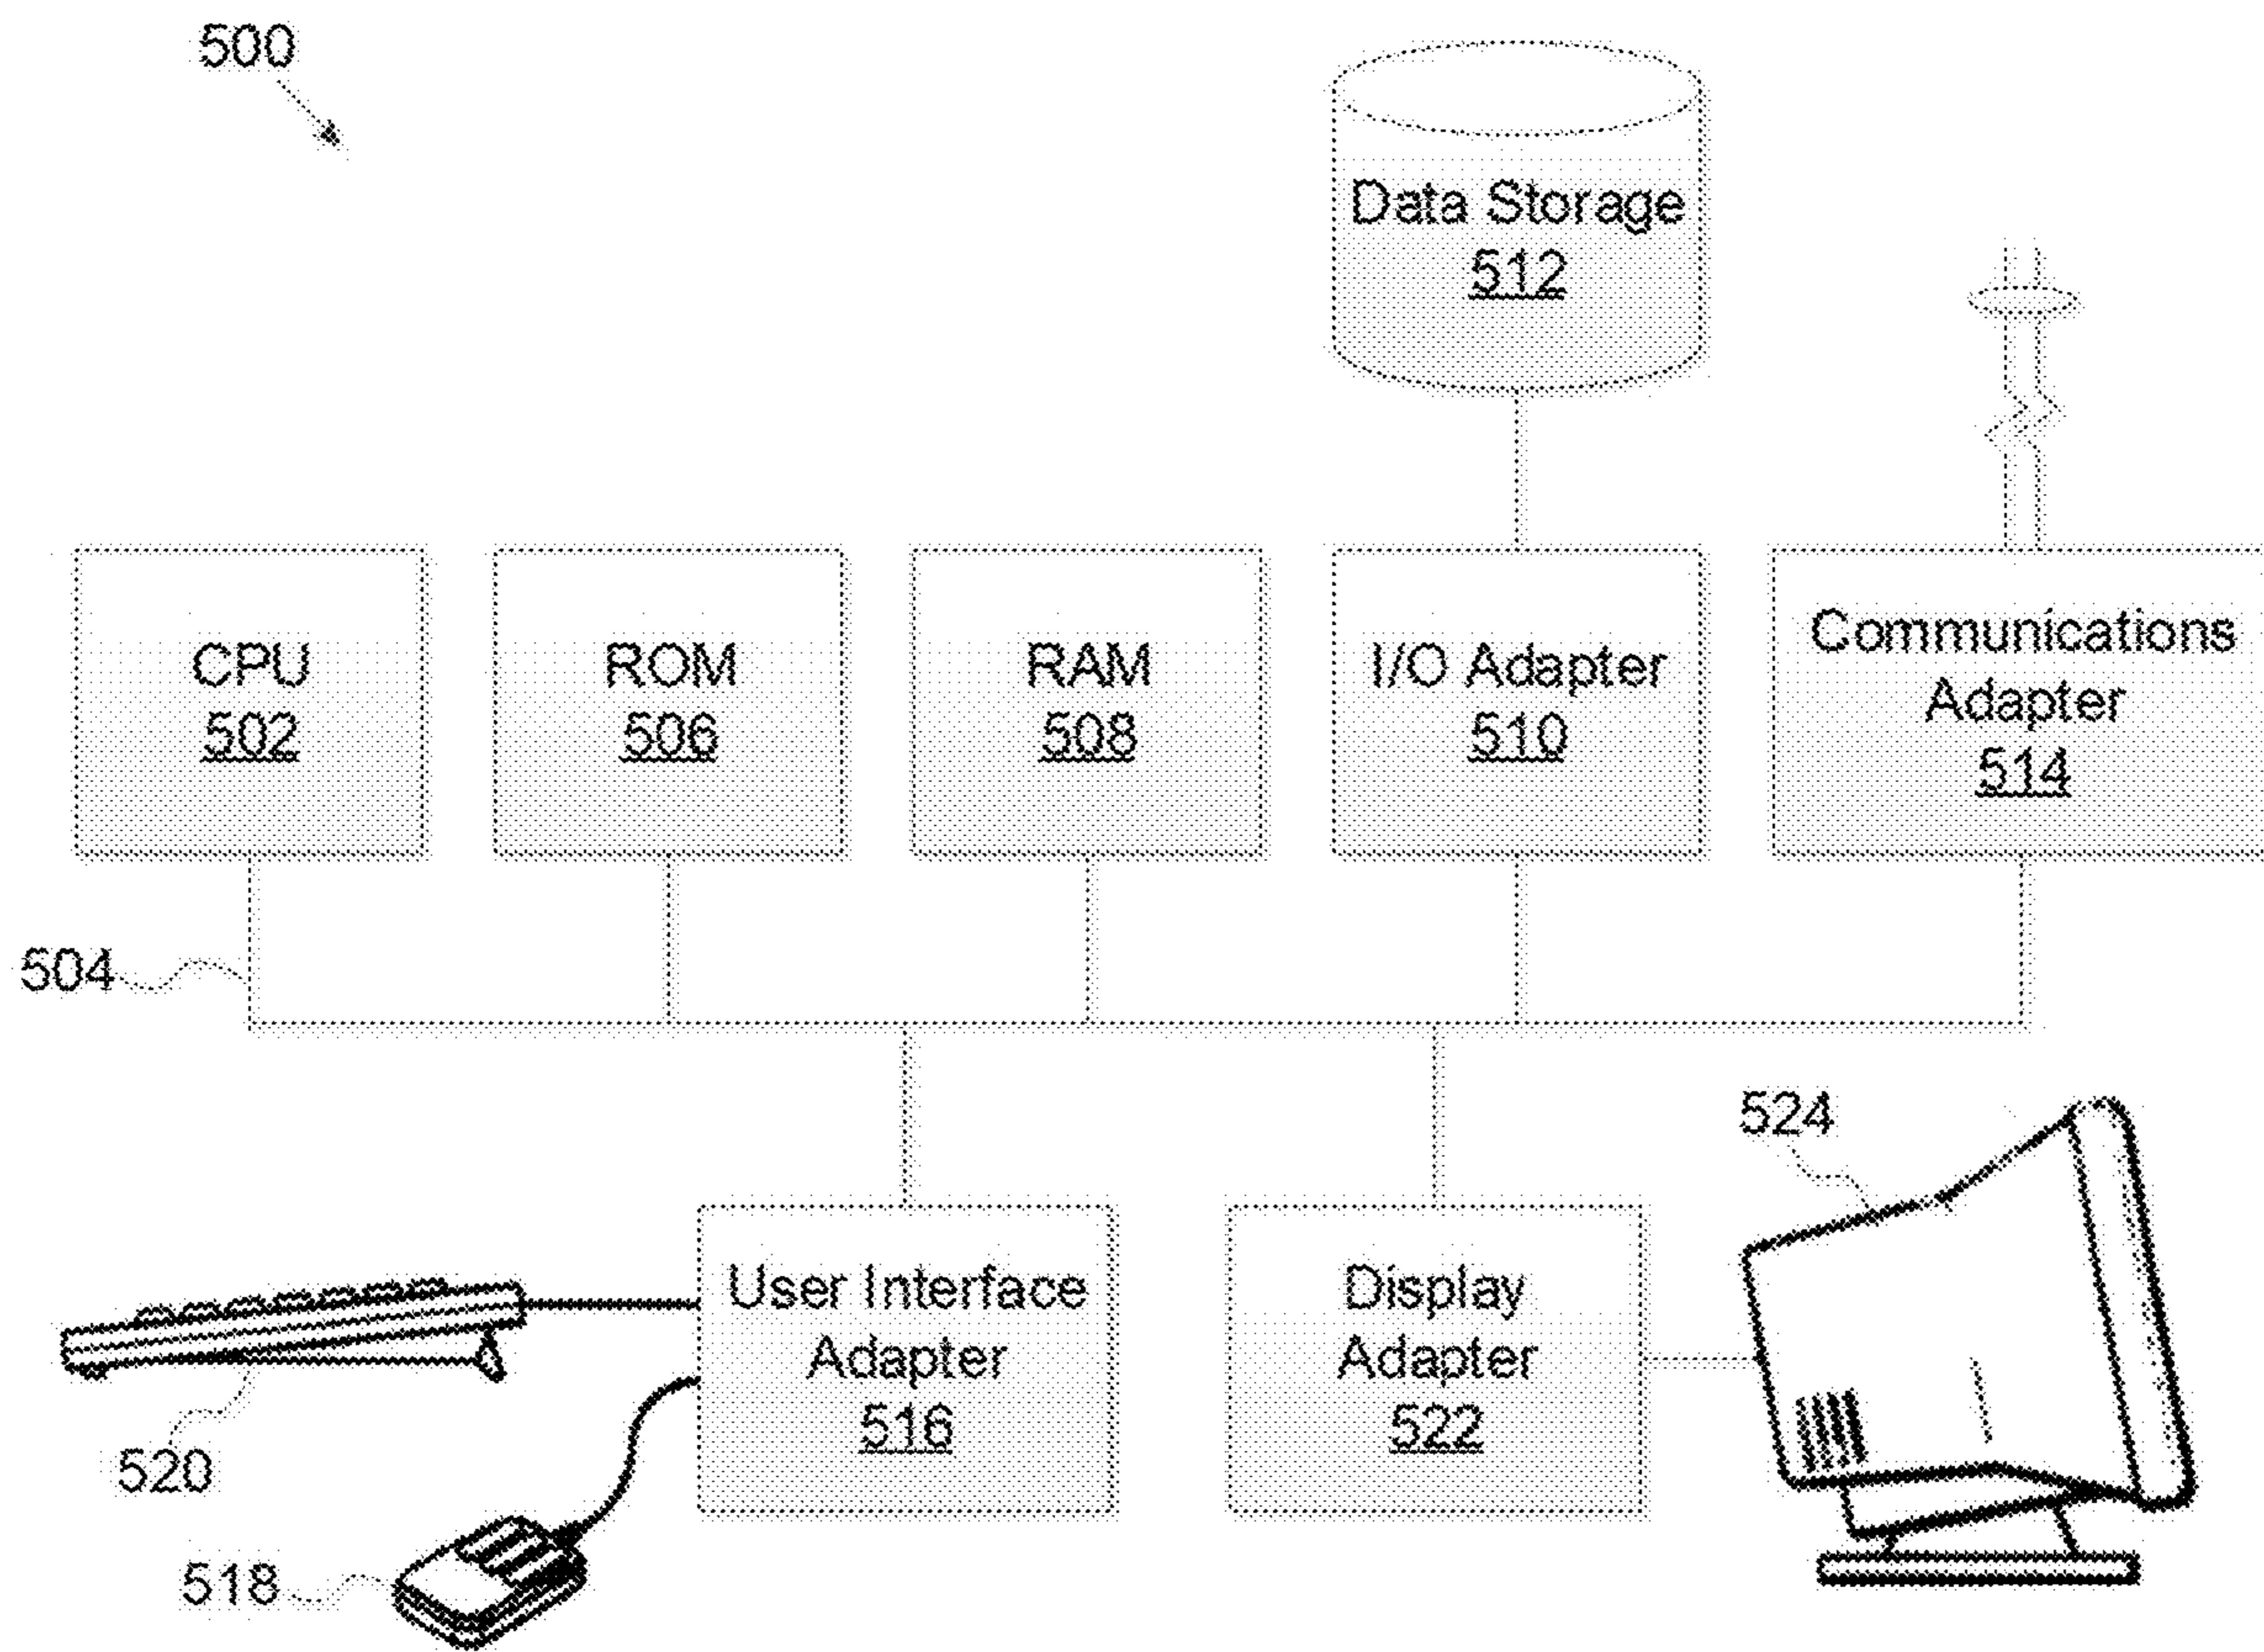 500
Data Storage
512
CPU
502
ROM
506
RAM
508
I/O Adapter
510
Communications
Adapter
514
504
524
User Interface
Adapter
516
Display
Adapter
522
520
518